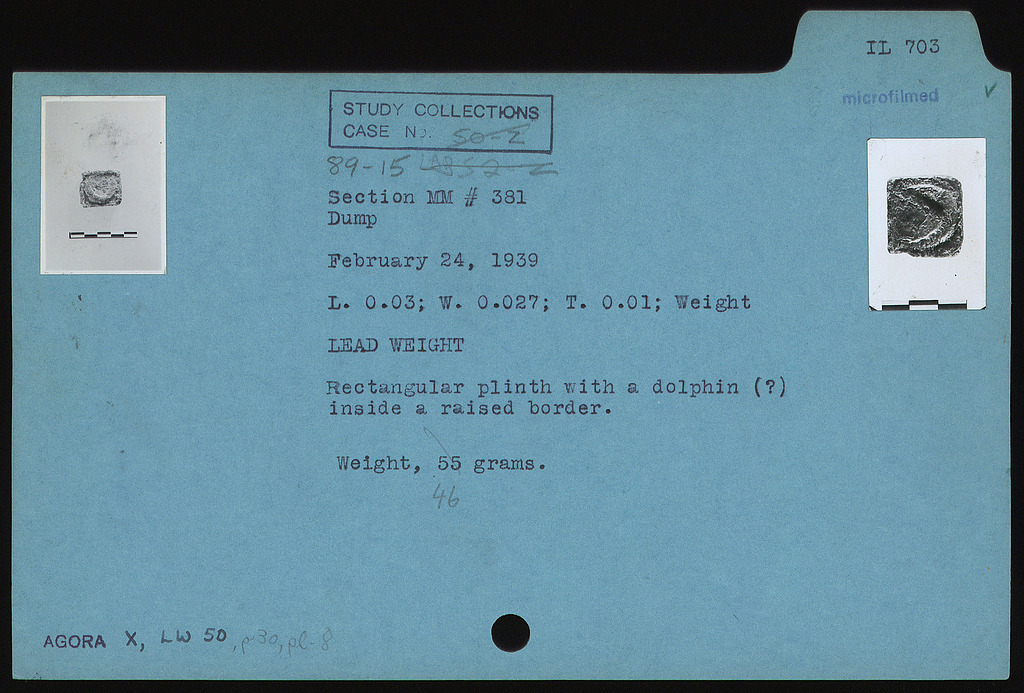 IL 703
microfilmed
STUDY COLLECTIONS
CASE No. 50-2
89-15
Section MM # 381
Dump
February 24, 1939
L. 0.03; W. 0.027; T. 0.01; Weight
LEAD WEIGHT
Rectangular plinth with a dolphin (?)
inside a raised border.
Weight, 55 grams.
46
AGORA X, LW 50, p.30, pl-8